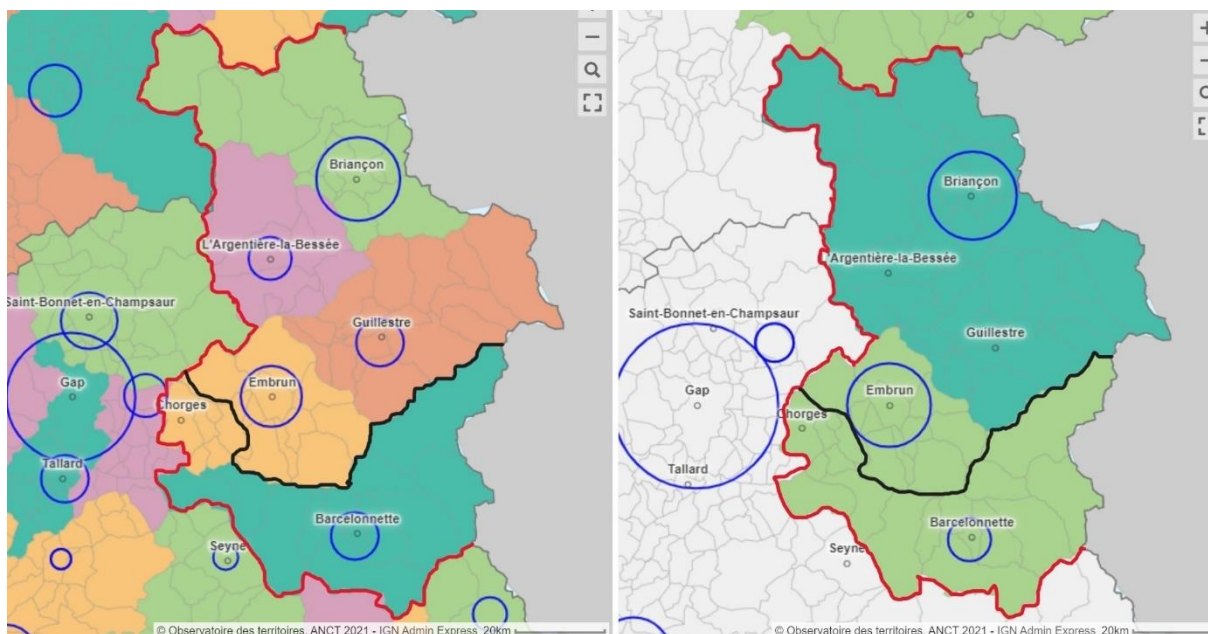 Briançon
L'Argentière-la-Bessée
Saint-Bonnet-en-Champsaur
Guillestre
Gap
Embrun
Chorges
Tallard
Barcelonnette
Seyne
© Observatoire des territoires, ANCT 2021 - IGN Admin Express 20km
Briançon
Argentière-la-Bessée
Saint-Bonnet-en-Champsaur
Guillestre
Gap
Embrun
Chorges
Tallard
Barcelonnette
Seyne
© Observatoire des territoires, ANCT 2021 - IGN Admin Express 20km